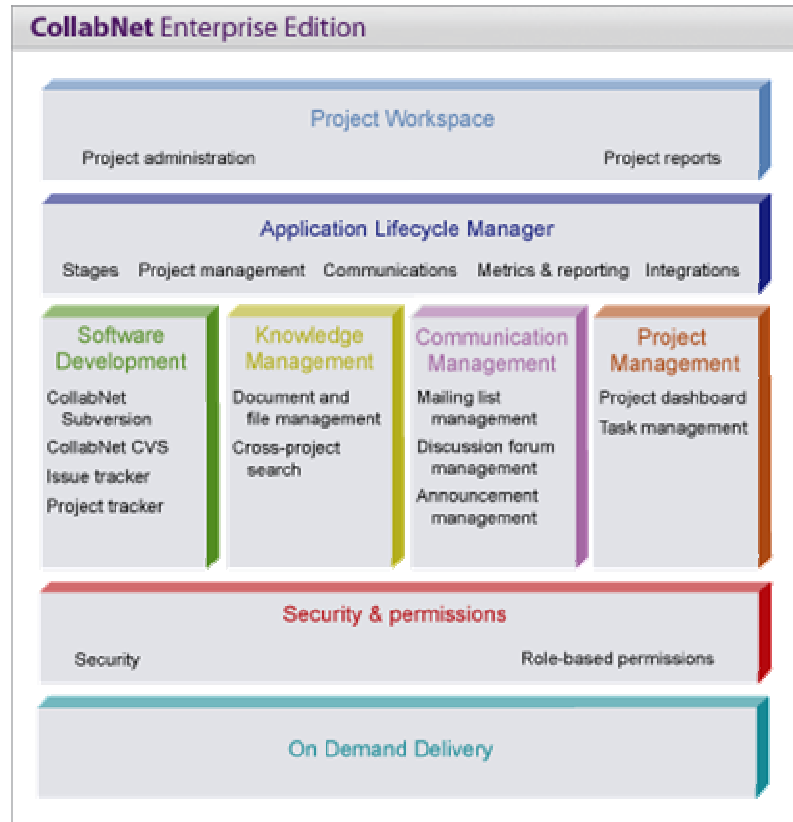 CollabNet Enterprise Edition
Project Workspace
Project administration Project reports
Application Lifecycle Manager
Stages Project management Communications Metrics & reporting Integrations
Software
Development
CollabNet
Subversion
CollabNet CVS
Issue tracker
Project tracker
Knowledge
Management
Document and
file management
Cross-project
search
Communication
Management
Mailing list
management
Discussion forum
management
Announcement
management
Project
Management
Project dashboard
Task management
Security & permissions
Security Role-based permissions
On Demand Delivery